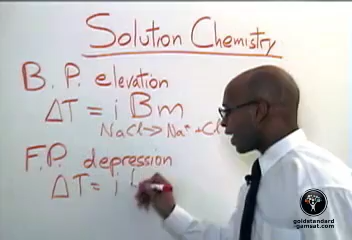 Solution Chemistry
B.P. elevation
ΔT = i Bm
NaCl → Na⁺ + Cl⁻
F.P. depression
ΔT = i
goldstandard
-gamsat.com